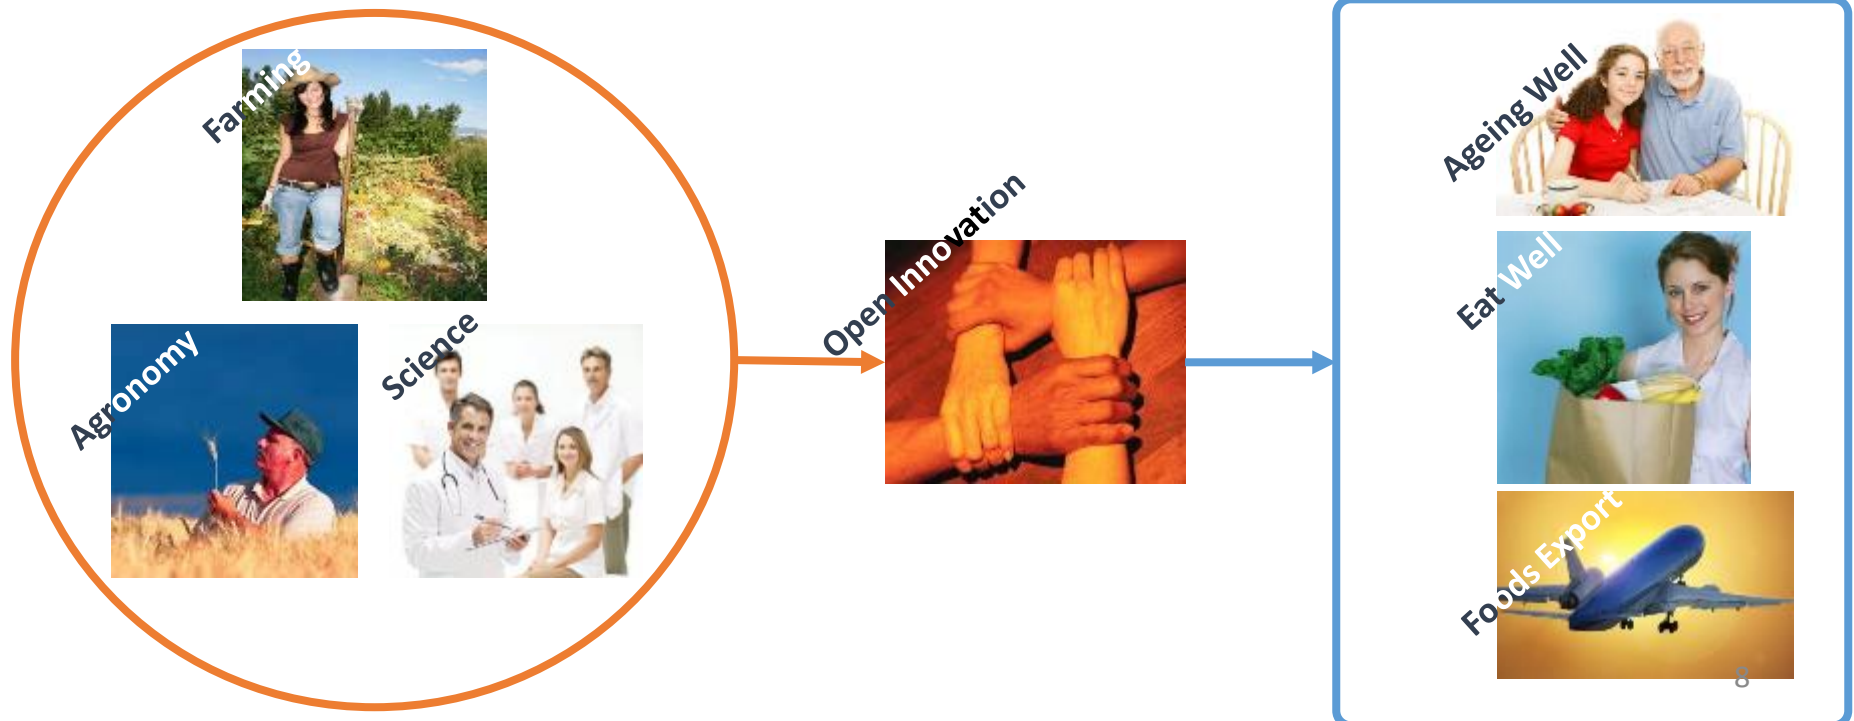 Farming
Agronomy
Science
Open Innovation
Ageing Well
Eat Well
Foods Export
8